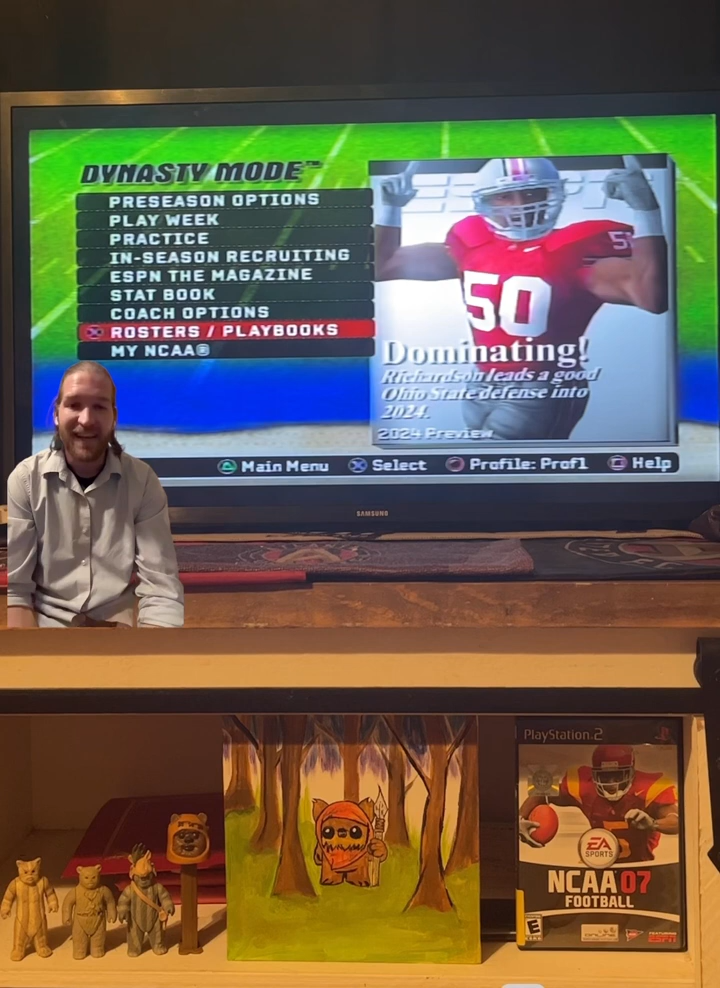 DYNASTY MODE™
PRESEASON OPTIONS
PLAY WEEK
PRACTICE
IN-SEASON RECRUITING
ESPN THE MAGAZINE
STAT BOOK
COACH OPTIONS
ROSTERS / PLAYBOOKS
MY NCAA®
50
Dominating!
Richardson leads a good
Ohio State defense into
2024.
2024 Preview
Main Menu
Select
Profile: Prof1
Help
SAMSUNG
PlayStation 2
EA
SPORTS
NCAA 07
FOOTBALL
E
ESPN